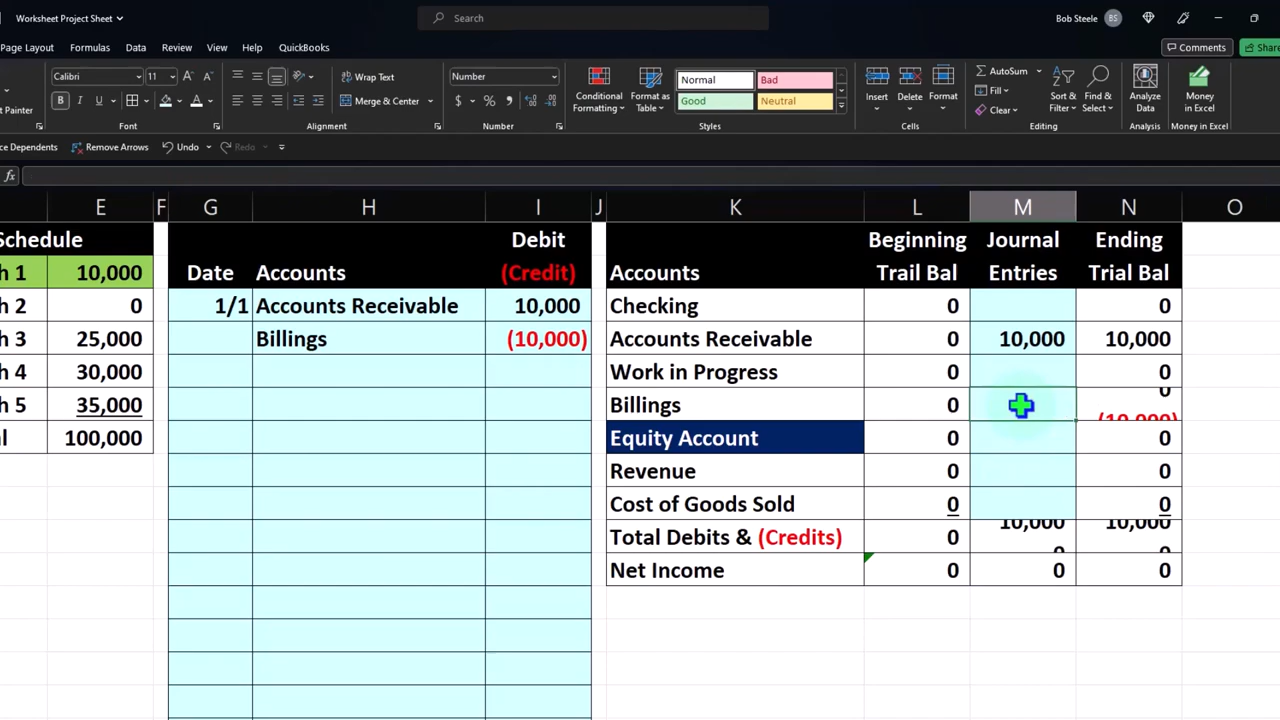 Worksheet Project Sheet
Search
Bob Steele BS
Page Layout Formulas Data Review View Help QuickBooks
Comments Share
Painter
Calibri 11
Font
Wrap Text
Merge & Center
Alignment
Number
Number
Conditional Formatting
Format as Table
Normal Bad
Good Neutral
Styles
Insert Delete Format
Cells
AutoSum
Fill
Clear
Sort & Filter
Find & Select
Editing
Analyze Data
Analysis
Money in Excel
Money in Excel
ce Dependents Remove Arrows Undo Redo
fx
E F G H I J K L M N O
Schedule Debit Beginning Journal Ending
h 1 10,000 Date Accounts (Credit) Accounts Trail Bal Entries Trial Bal
h 2 0 1/1 Accounts Receivable 10,000 Checking 0 0
h 3 25,000 Billings (10,000) Accounts Receivable 0 10,000 10,000
h 4 30,000 Work in Progress 0 0
h 5 35,000 Billings 0 0
(10,000)
al 100,000 Equity Account 0 0
Revenue 0 0
Cost of Goods Sold 0 0
Total Debits & (Credits) 0 10,000 10,000
Net Income 0 0 0